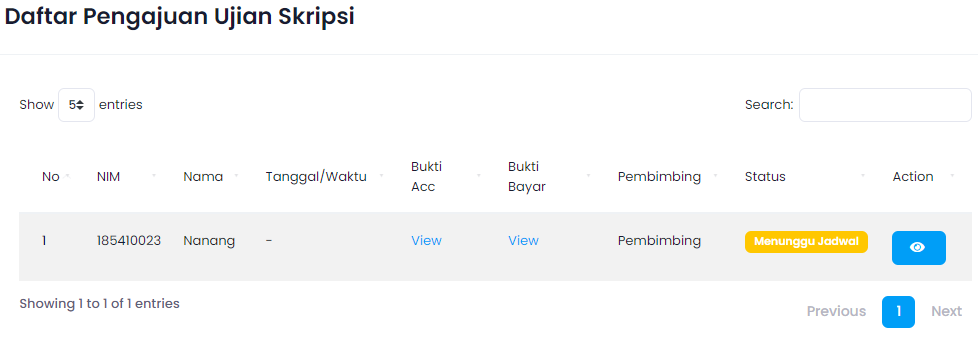 Daftar Pengajuan Ujian Skripsi
Show 5 entries
Search:
No NIM Nama Tanggal/Waktu Bukti Acc Bukti Bayar Pembimbing Status Action
1 185410023 Nanang - View View Pembimbing Menunggu Jadwal
Showing 1 to 1 of 1 entries
Previous 1 Next